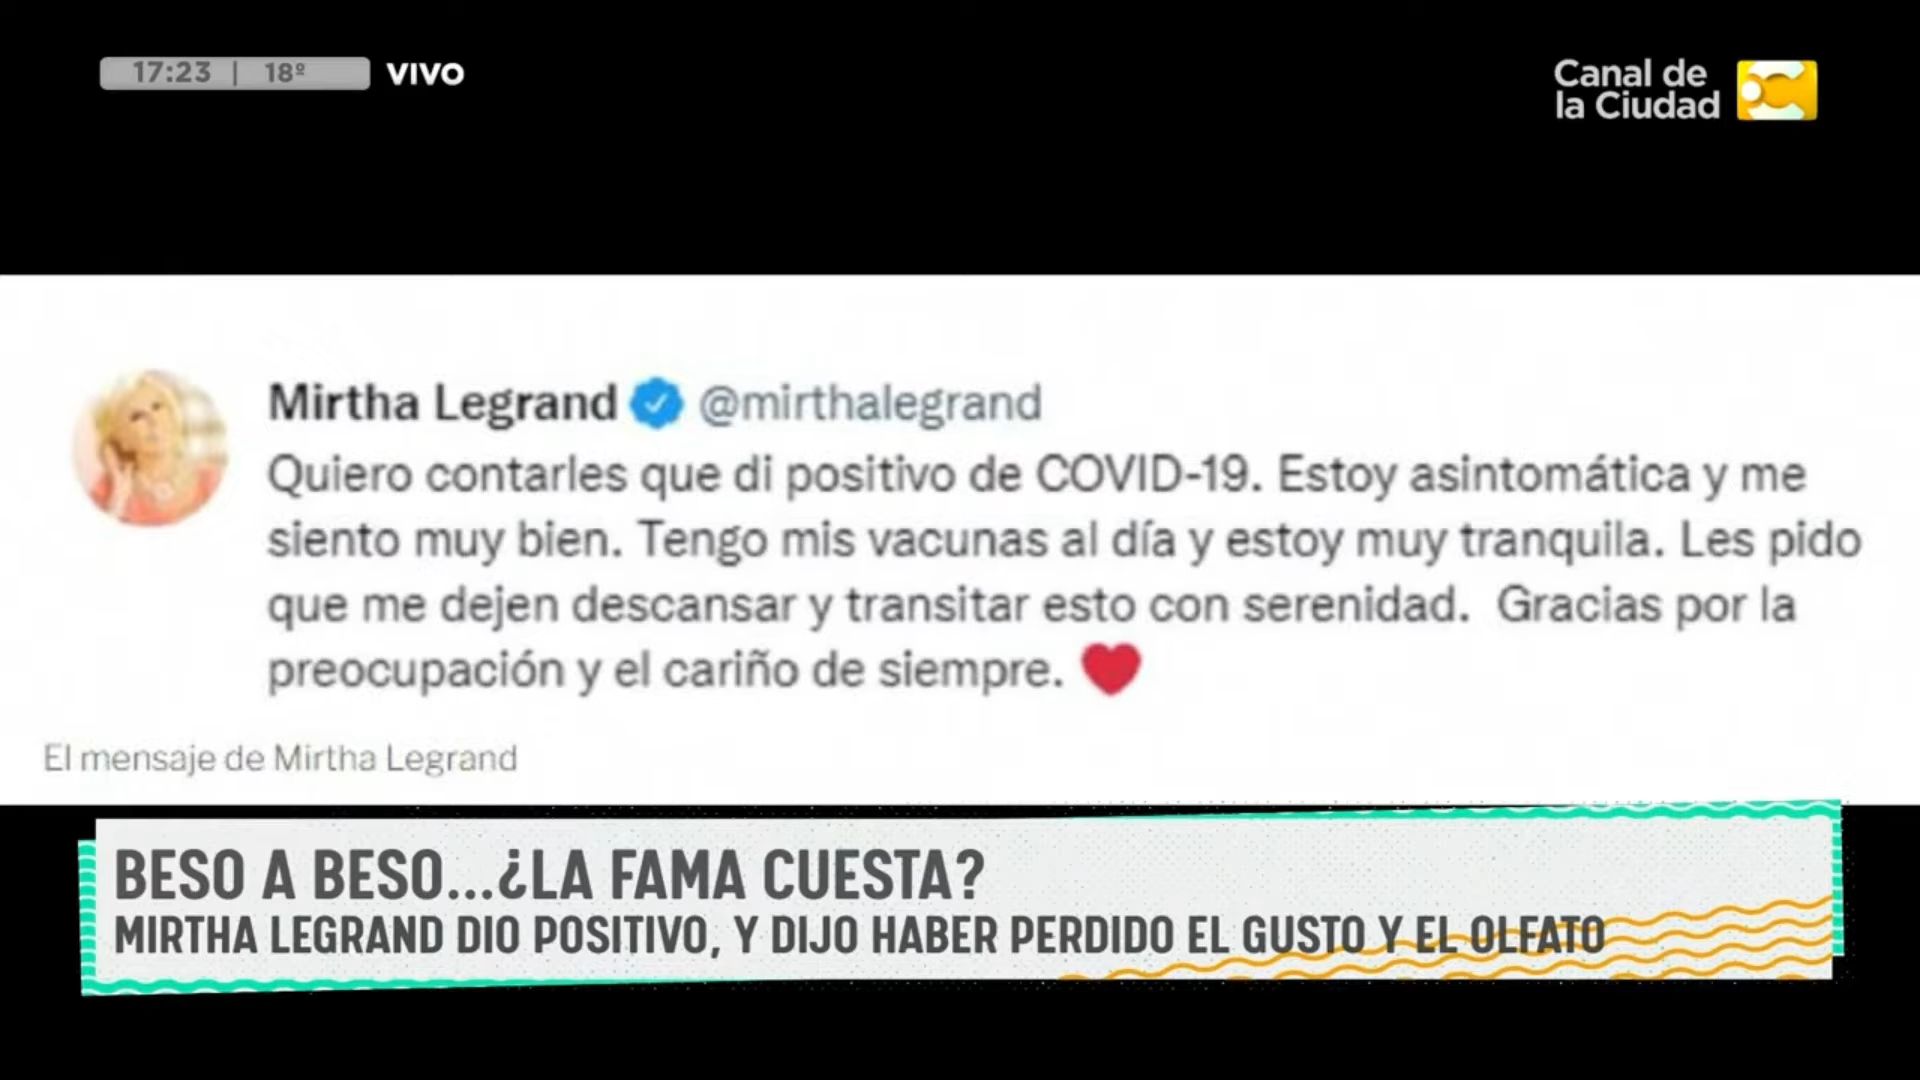 17:23 | 18º VIVO
Canal de
la Ciudad
Mirtha Legrand @mirthalegrand
Quiero contarles que di positivo de COVID-19. Estoy asintomática y me
siento muy bien. Tengo mis vacunas al día y estoy muy tranquila. Les pido
que me dejen descansar y transitar esto con serenidad. Gracias por la
preocupación y el cariño de siempre. ❤
El mensaje de Mirtha Legrand
BESO A BESO...¿LA FAMA CUESTA?
MIRTHA LEGRAND DIO POSITIVO, Y DIJO HABER PERDIDO EL GUSTO Y EL OLFATO